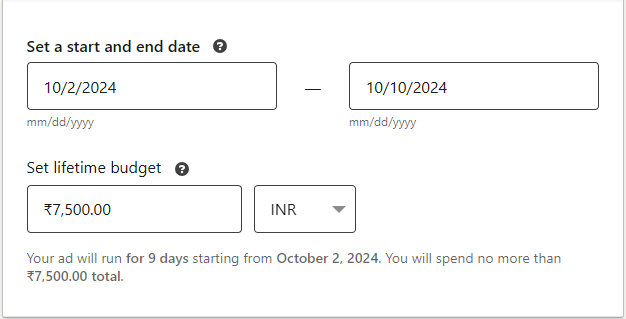 Set a start and end date ?
10/2/2024 — 10/10/2024
mm/dd/yyyy mm/dd/yyyy
Set lifetime budget ?
₹7,500.00 INR
Your ad will run for 9 days starting from October 2, 2024. You will spend no more than
₹7,500.00 total.